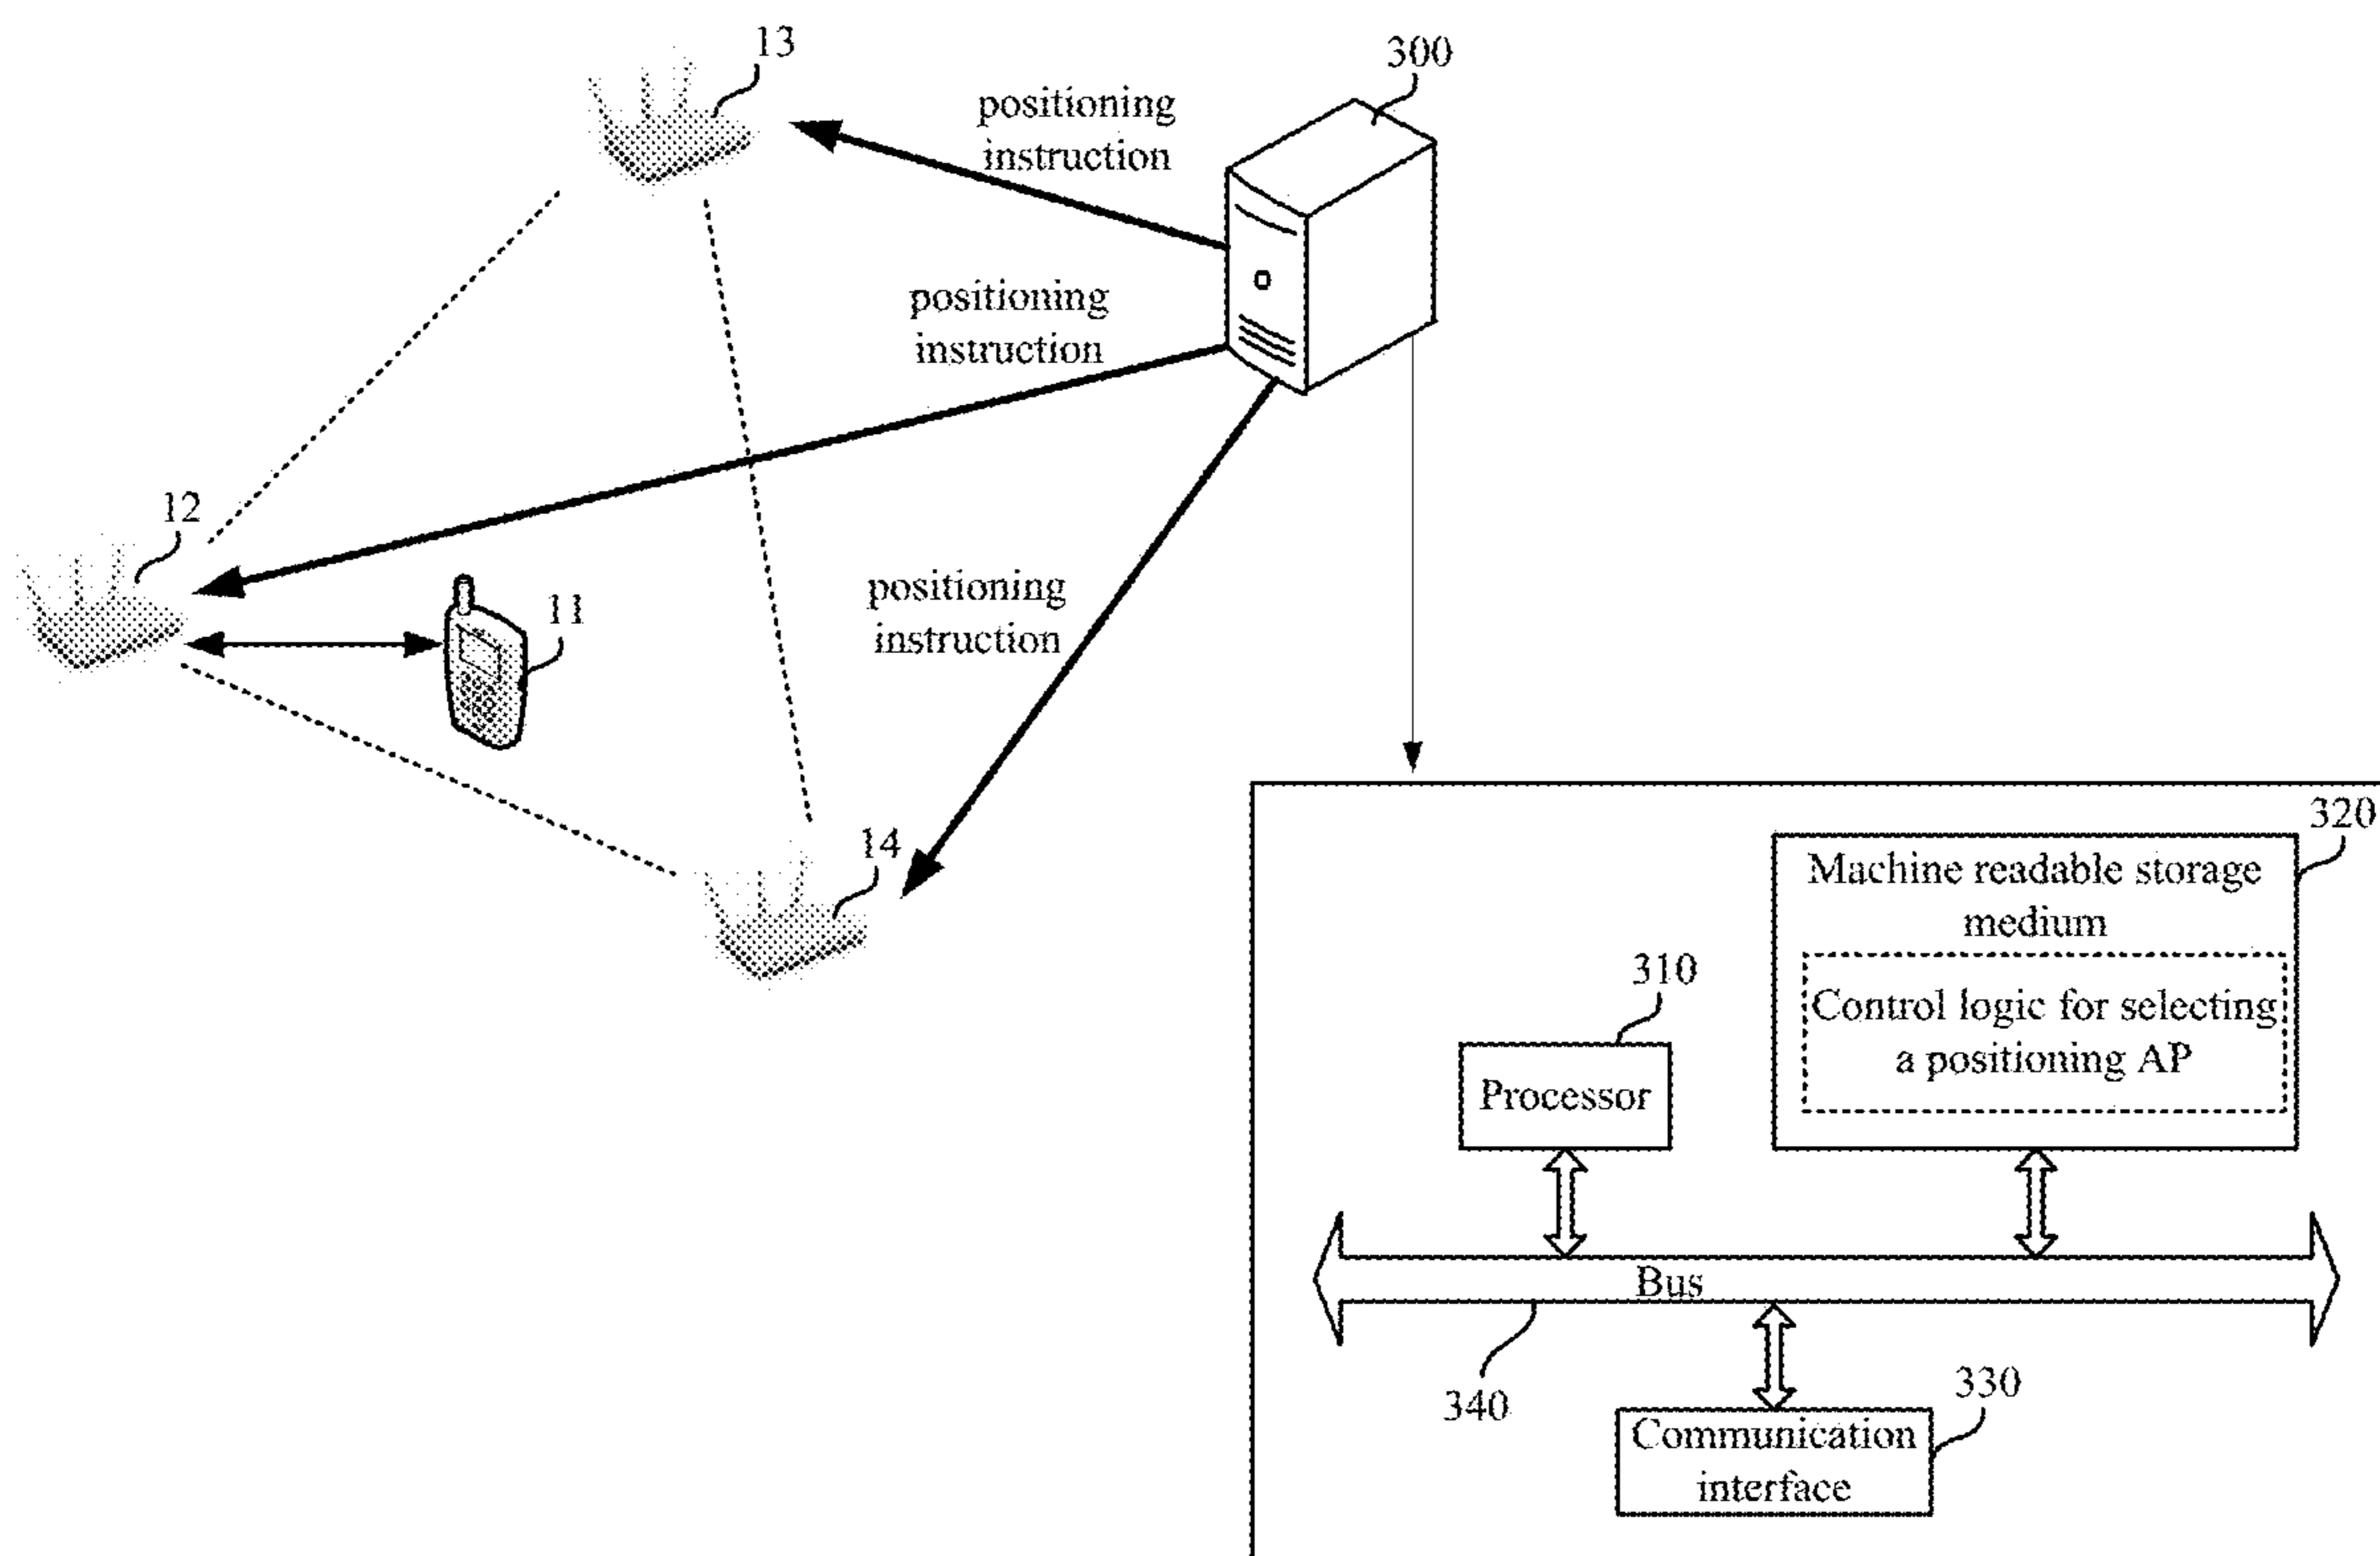 13
300
positioning
instruction
positioning
instruction
12
11
positioning
instruction
14
320
Machine readable storage
medium
310
Control logic for selecting
a positioning AP
Processor
Bus
340
330
Communication
interface